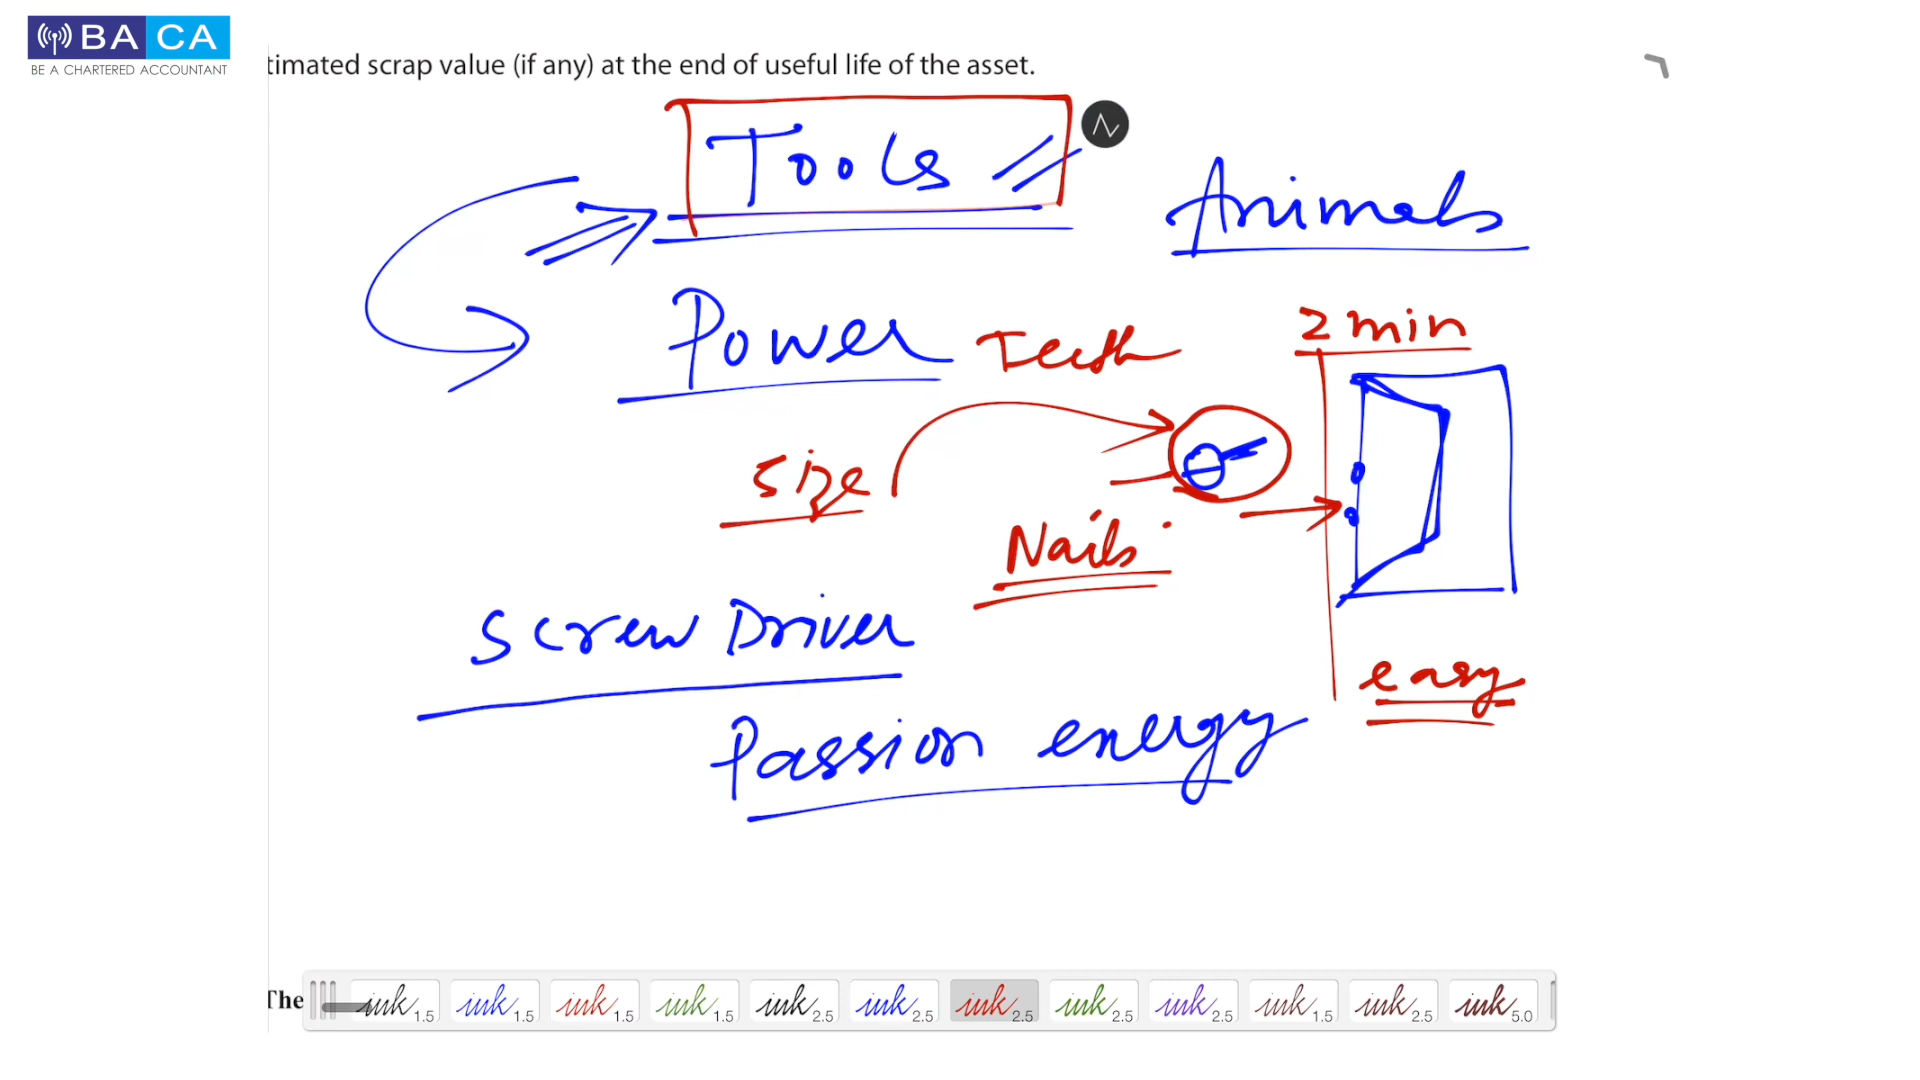 BA CA
BE A CHARTERED ACCOUNTANT
timated scrap value (if any) at the end of useful life of the asset.
Tools
Animals
Power
Teeth
2 min
size
Nails
Screw Driver
easy
Passion energy
The
ink 1.5 ink 1.5 ink 1.5 ink 1.5 ink 2.5 ink 2.5 ink 2.5 ink 2.5 ink 2.5 ink 1.5 ink 2.5 ink 5.0